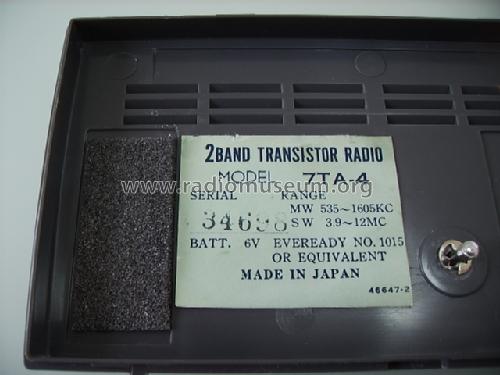 2BAND TRANSISTOR RADIO
MODEL 7TA-4
SERIAL RANGE
34698 MW 535~1605KC
SW 3.9~12MC
BATT. 6V EVEREADY NO. 1015
OR EQUIVALENT
MADE IN JAPAN
46647-2
© www.radiomuseum.org